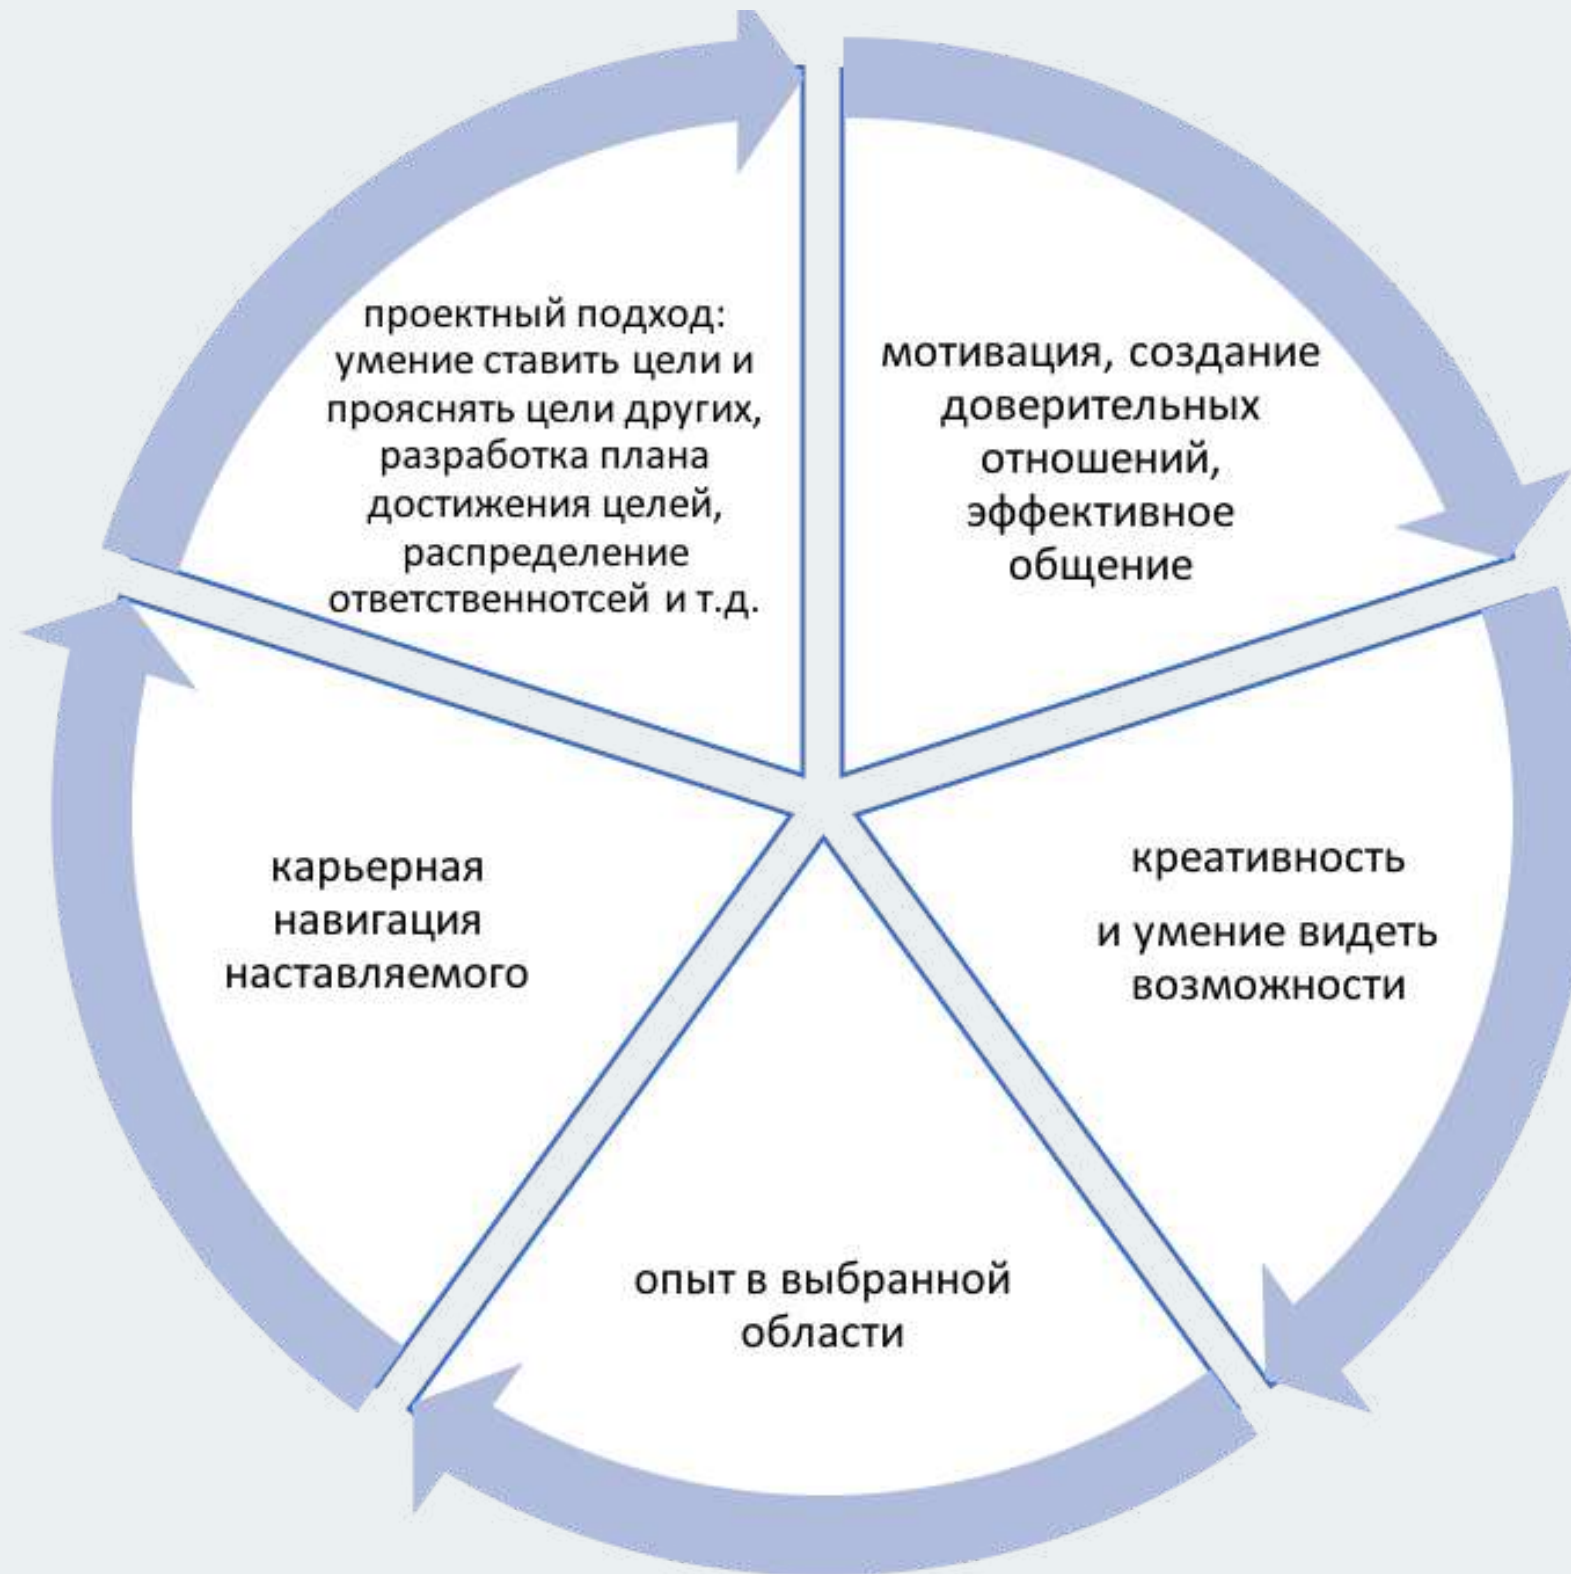 проектный подход:
умение ставить цели и
прояснять цели других,
разработка плана
достижения целей,
распределение
ответственнотсей и т.д.
мотивация, создание
доверительных
отношений,
эффективное
общение
креативность
и умение видеть
возможности
опыт в выбранной
области
карьерная
навигация
наставляемого